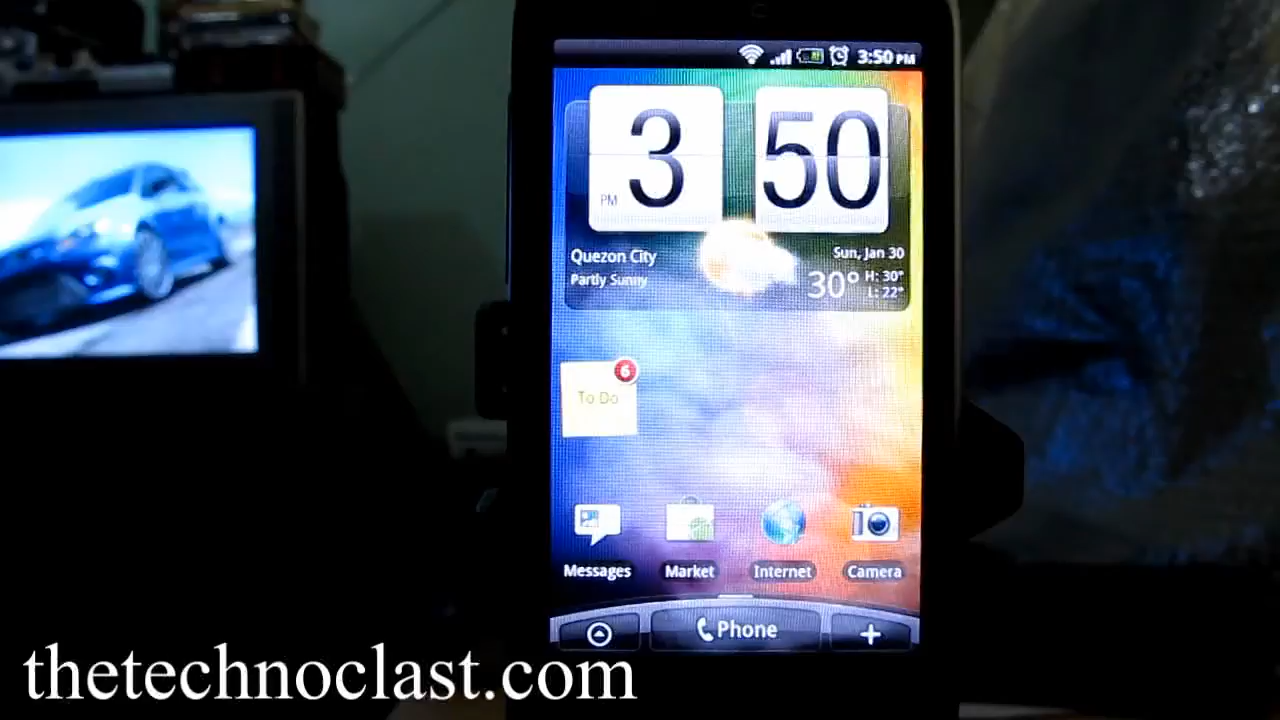 3:50 PM
3 50
PM
Quezon City
Sun, Jan 30
Partly Sunny
30° H: 30°
L: 22°
6
To Do
Messages Market Internet Camera
Phone
thetechnoclast.com